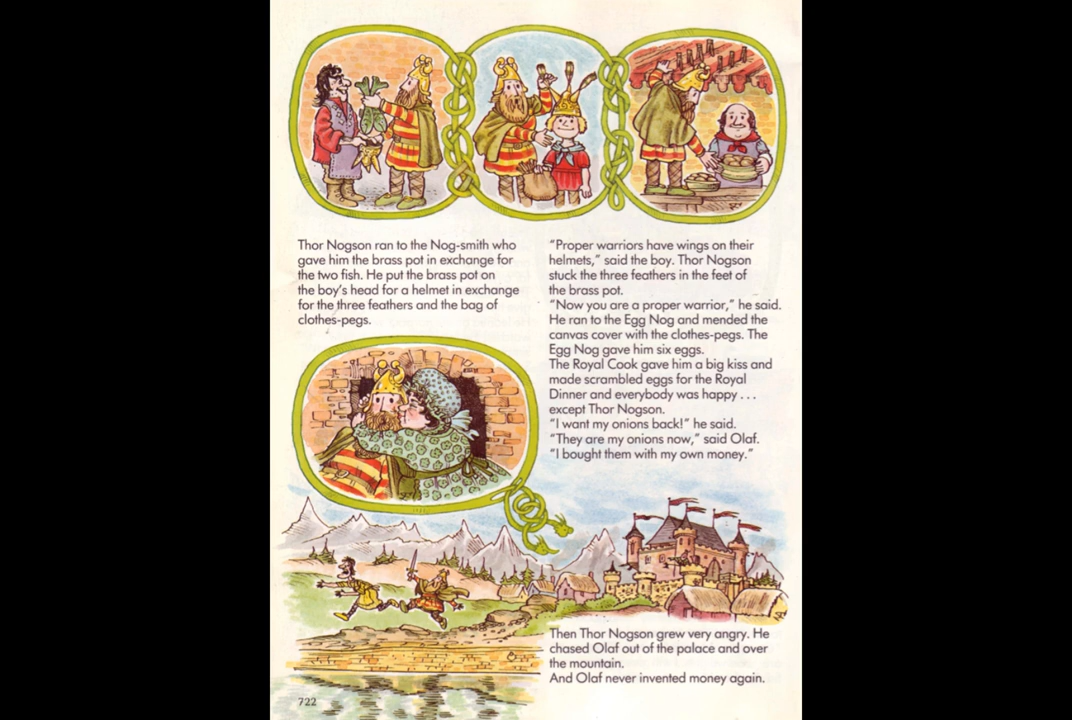 Thor Nogson ran to the Nog-smith who
gave him the brass pot in exchange for
the two fish. He put the brass pot on
the boy's head for a helmet in exchange
for the three feathers and the bag of
clothes-pegs.
"Proper warriors have wings on their
helmets," said the boy. Thor Nogson
stuck the three feathers in the feet of
the brass pot.
"Now you are a proper warrior," he said.
He ran to the Egg Nog and mended the
canvas cover with the clothes-pegs. The
Egg Nog gave him six eggs.
The Royal Cook gave him a big kiss and
made scrambled eggs for the Royal
Dinner and everybody was happy . . .
except Thor Nogson.
"I want my onions back!" he said.
"They are my onions now," said Olaf.
"I bought them with my own money."
Then Thor Nogson grew very angry. He
chased Olaf out of the palace and over
the mountain.
And Olaf never invented money again.
722